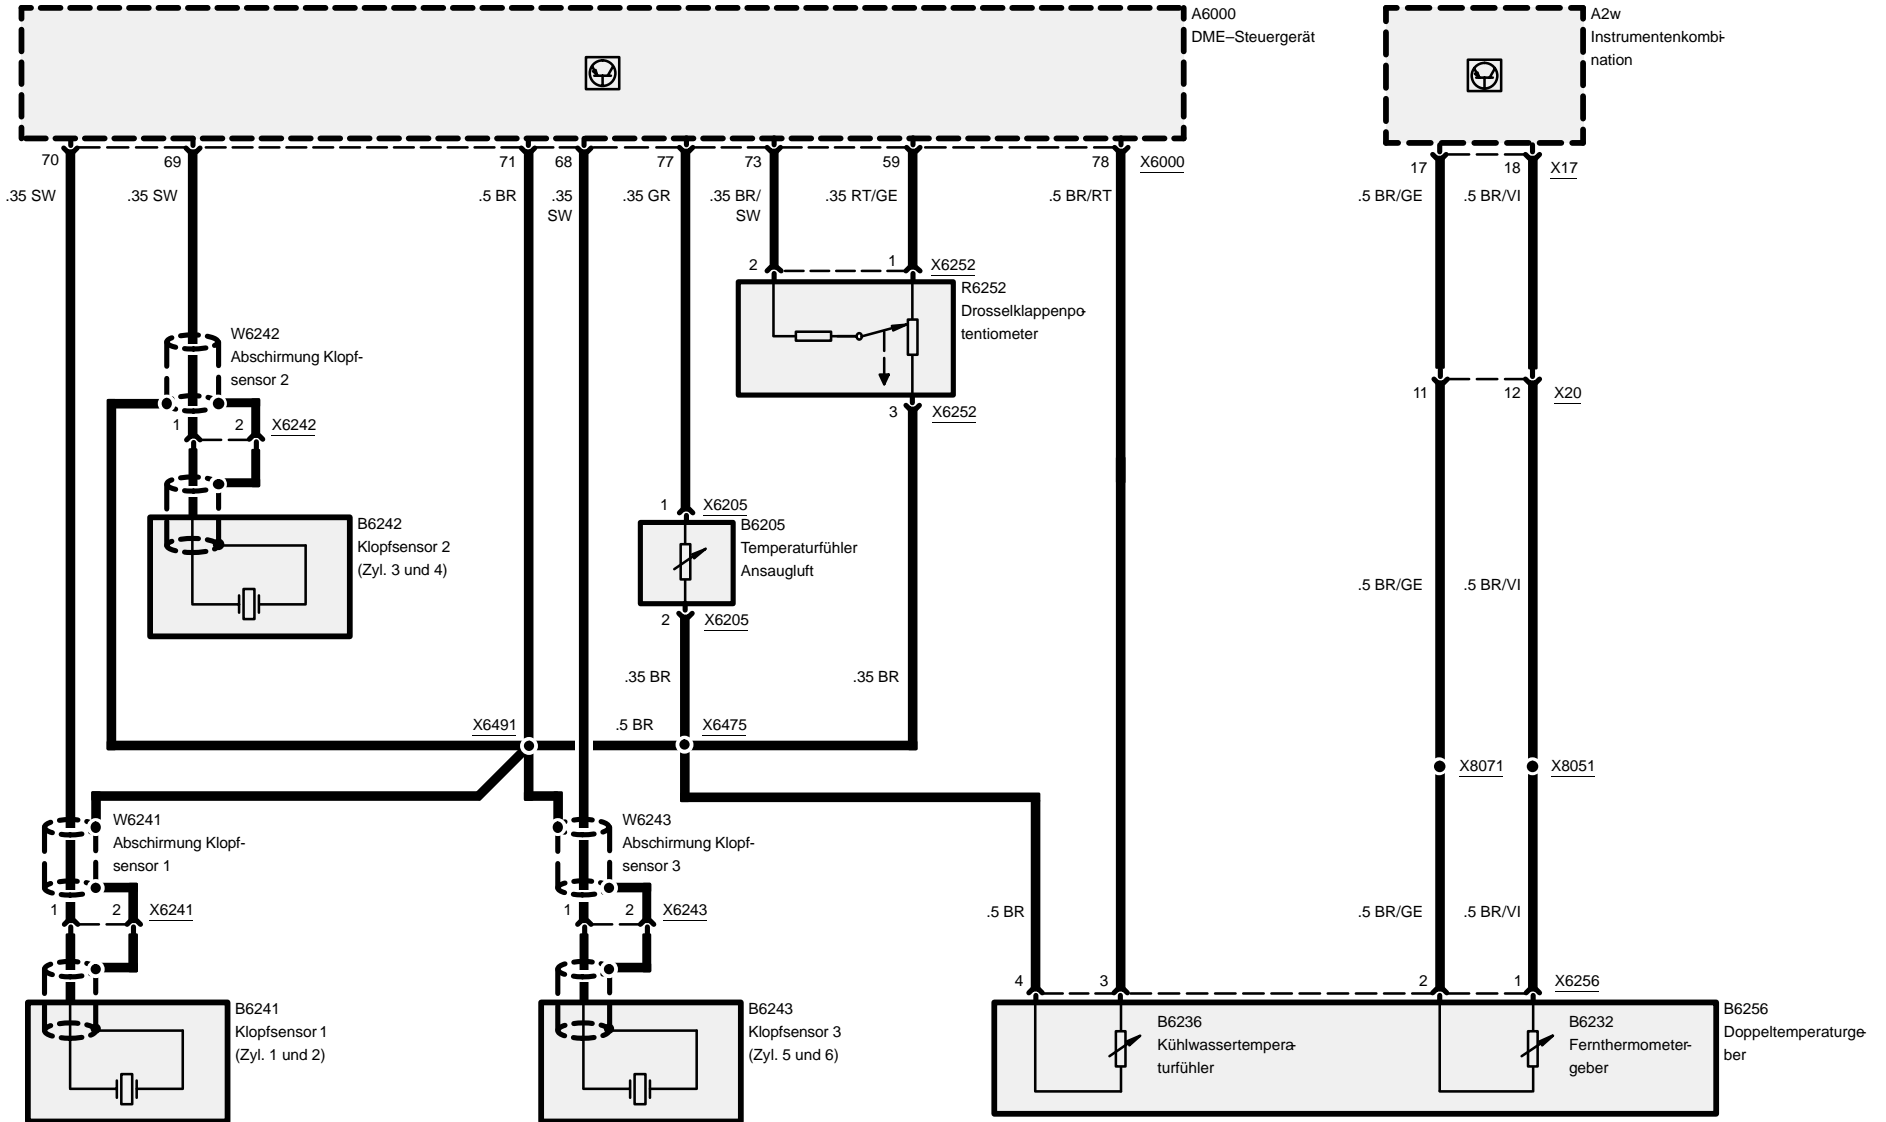 A6000
DME–Steuergerät
A2w
Instrumentenkombi-
nation
70
69
71
68
77
73
59
78
X6000
17
18
X17
.35 SW
.35 SW
.5 BR
.35
SW
.35 GR
.35 BR/
SW
.35 RT/GE
.5 BR/RT
.5 BR/GE
.5 BR/VI
2
1
X6252
R6252
Drosselklappenpo-
tentiometer
W6242
Abschirmung Klopf-
sensor 2
11
12
X20
3
X6252
1
2
X6242
1
X6205
B6205
Temperaturfühler
Ansaugluft
B6242
Klopfsensor 2
(Zyl. 3 und 4)
.5 BR/GE
.5 BR/VI
2
X6205
.35 BR
.35 BR
X6491
.5 BR
X6475
X8071
X8051
W6241
Abschirmung Klopf-
sensor 1
W6243
Abschirmung Klopf-
sensor 3
1
2
X6241
1
2
X6243
.5 BR
.5 BR/GE
.5 BR/VI
4
3
2
1
X6256
B6241
Klopfsensor 1
(Zyl. 1 und 2)
B6243
Klopfsensor 3
(Zyl. 5 und 6)
B6236
Kühlwassertempera-
turfühler
B6232
Fernthermometer-
geber
B6256
Doppeltemperaturge-
ber